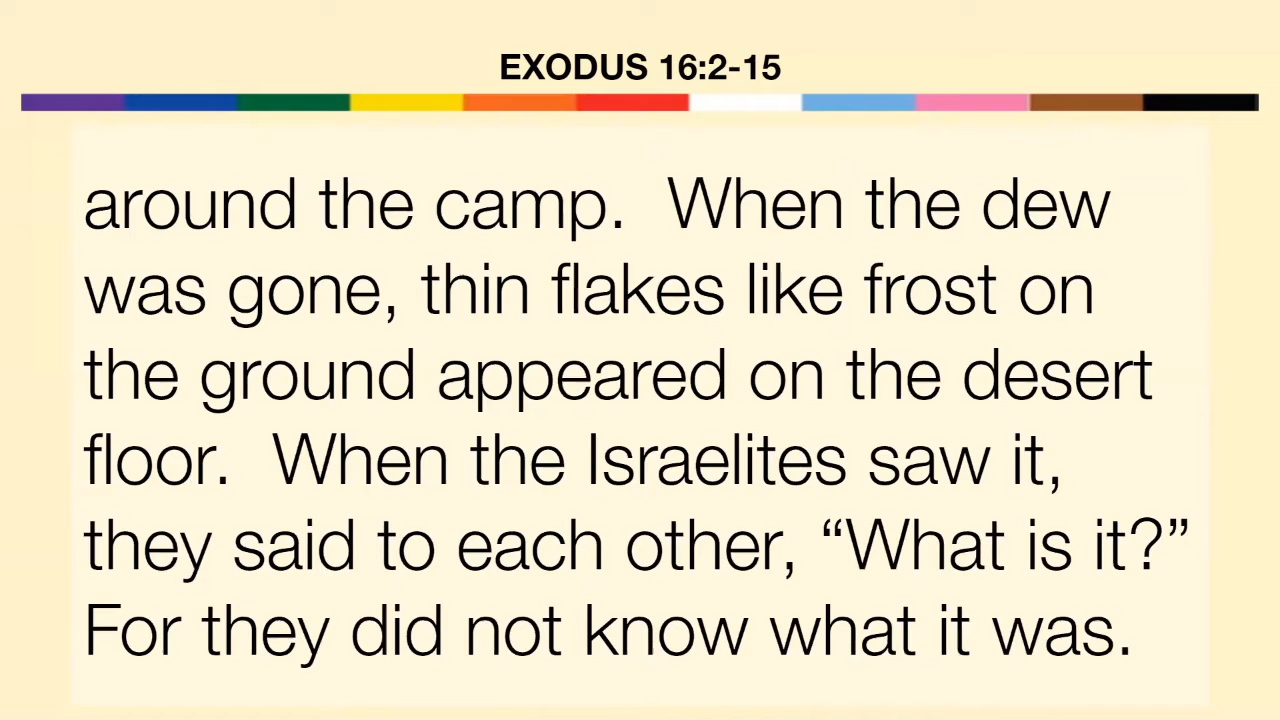 EXODUS 16:2-15
around the camp.  When the dew
was gone, thin flakes like frost on
the ground appeared on the desert
floor.  When the Israelites saw it,
they said to each other, “What is it?”
For they did not know what it was.